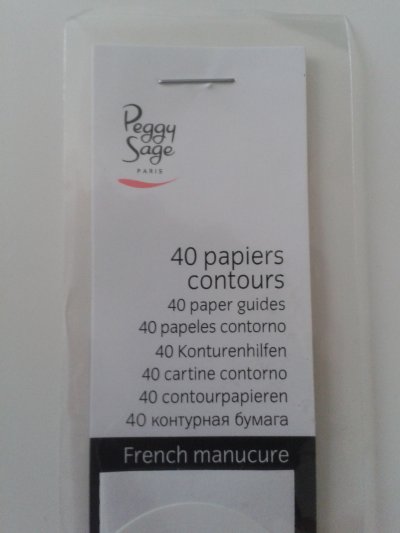 Peggy
Sage
PARIS
40 papiers
contours
40 paper guides
40 papeles contorno
40 Konturenhilfen
40 cartine contorno
40 contourpapieren
40 контурная бумага
French manucure